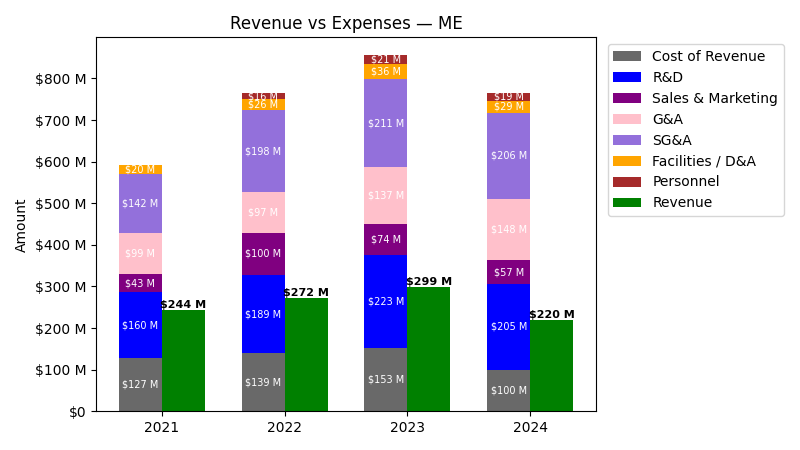 Revenue vs Expenses — ME
Amount
$800 M
$700 M
$600 M
$500 M
$400 M
$300 M
$200 M
$100 M
$0
$20 M
$142 M
$99 M
$43 M
$160 M
$127 M
$244 M
$16 M
$26 M
$198 M
$97 M
$100 M
$189 M
$139 M
$272 M
$21 M
$36 M
$211 M
$137 M
$74 M
$223 M
$153 M
$299 M
$19 M
$29 M
$206 M
$148 M
$57 M
$205 M
$100 M
$220 M
2021
2022
2023
2024
Cost of Revenue
R&D
Sales & Marketing
G&A
SG&A
Facilities / D&A
Personnel
Revenue